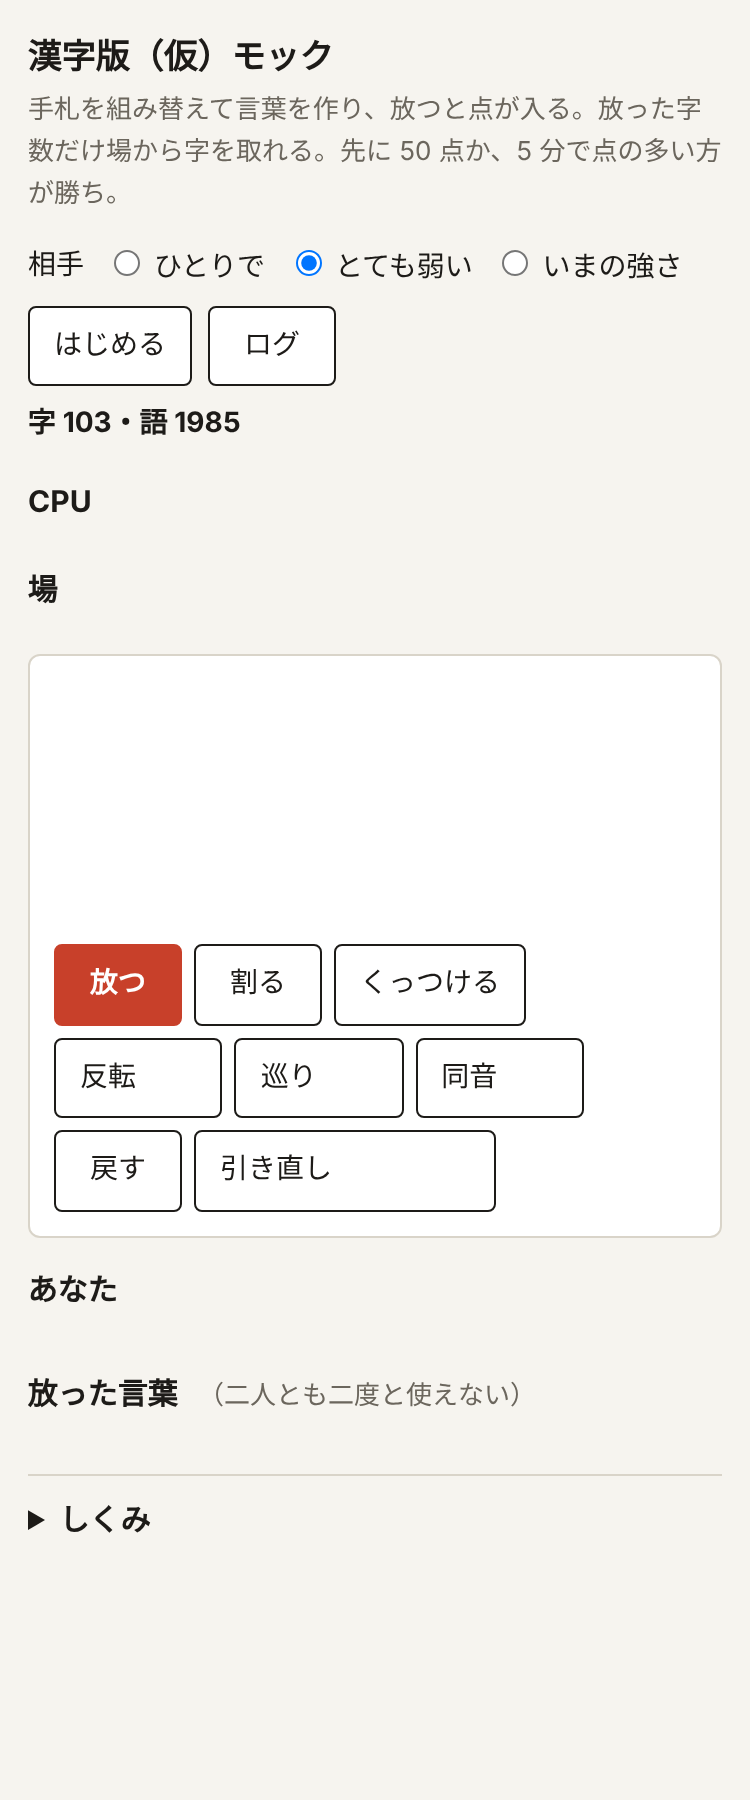 漢字版（仮）モック
手札を組み替えて言葉を作り、放つと点が入る。放った字
数だけ場から字を取れる。先に 50 点か、5 分で点の多い方
が勝ち。
相手 ひとりで とても弱い いまの強さ
はじめる ログ
字 103・語 1985
CPU
場
放つ 割る くっつける
反転 巡り 同音
戻す 引き直し
あなた
放った言葉 （二人とも二度と使えない）
しくみ